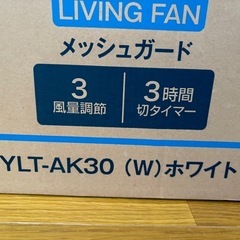 LIVING FAN
メッシュガード
3
風量調節
3時間
切タイマー
YLT-AK30 (W)ホワイト